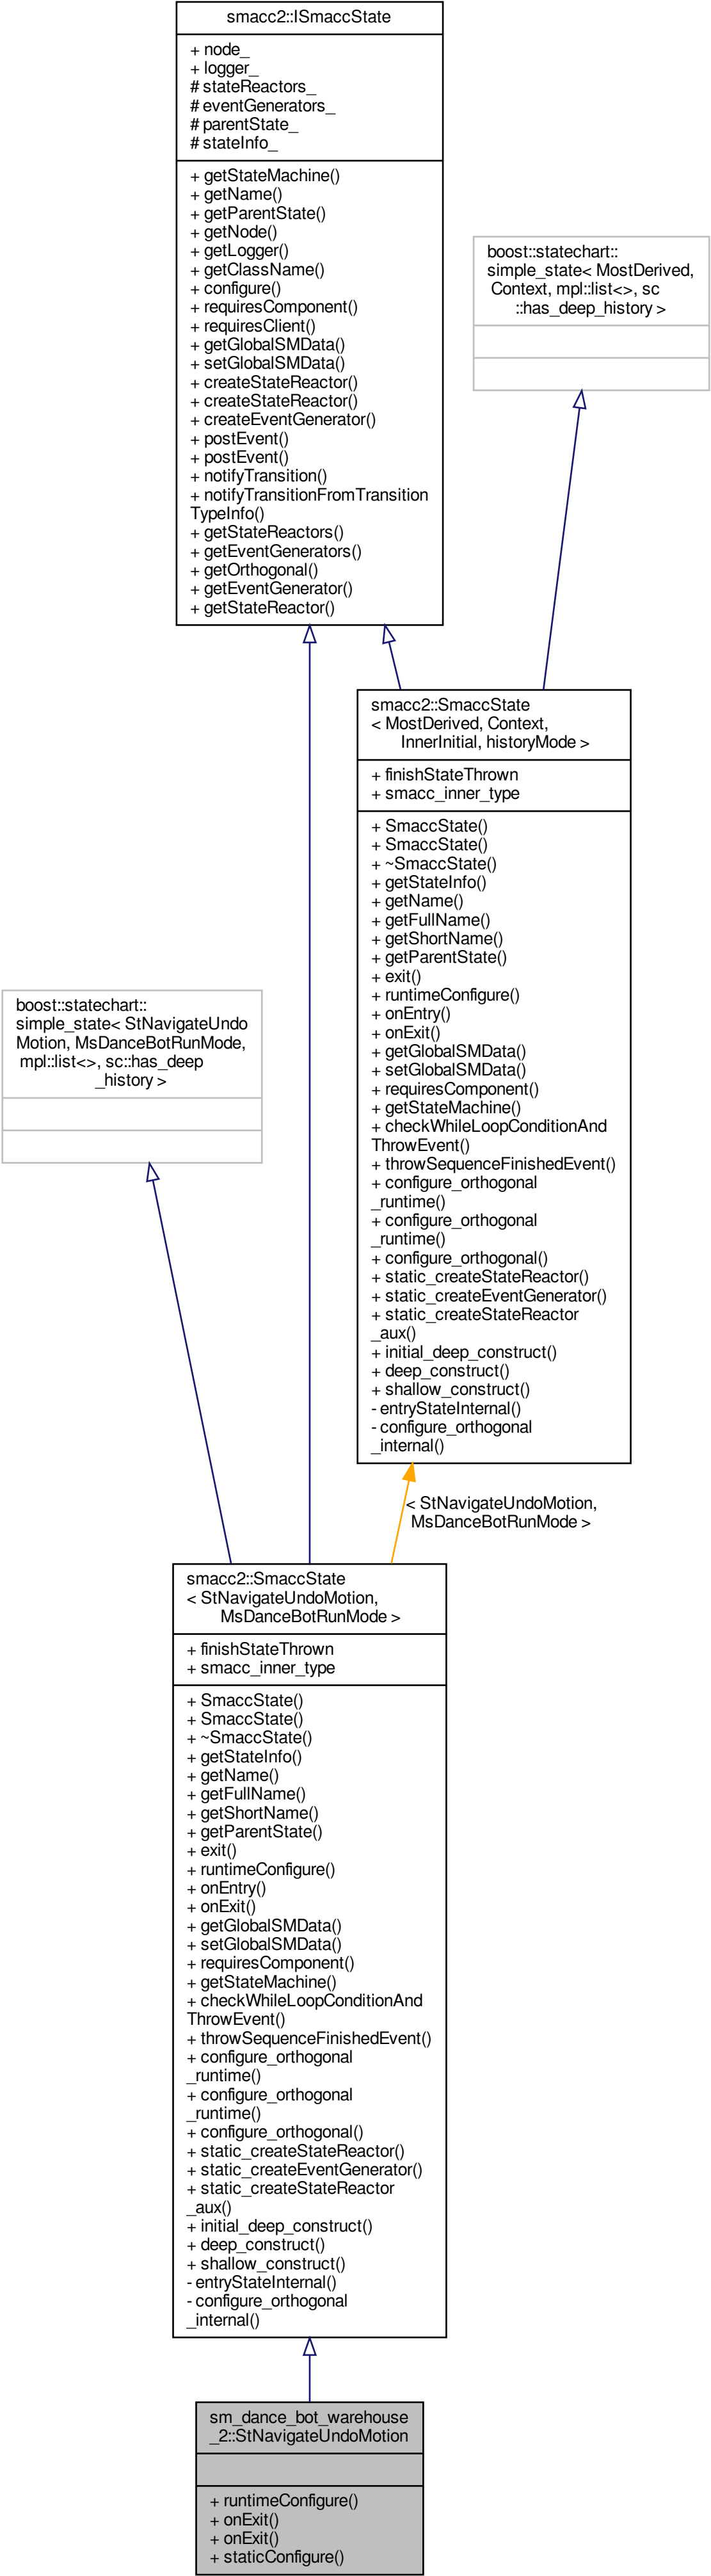 smacc2::ISmaccState
+ node_
+ logger_
# stateReactors_
# eventGenerators_
# parentState_
# stateInfo_
+ getStateMachine()
+ getName()
+ getParentState()
+ getNode()
+ getLogger()
+ getClassName()
+ configure()
+ requiresComponent()
+ requiresClient()
+ getGlobalSMData()
+ setGlobalSMData()
+ createStateReactor()
+ createStateReactor()
+ createEventGenerator()
+ postEvent()
+ postEvent()
+ notifyTransition()
+ notifyTransitionFromTransition
TypeInfo()
+ getStateReactors()
+ getEventGenerators()
+ getOrthogonal()
+ getEventGenerator()
+ getStateReactor()
boost::statechart::
simple_state< MostDerived,
Context, mpl::list<>, sc
::has_deep_history >
smacc2::SmaccState
< MostDerived, Context,
InnerInitial, historyMode >
+ finishStateThrown
+ smacc_inner_type
+ SmaccState()
+ SmaccState()
+ ~SmaccState()
+ getStateInfo()
+ getName()
+ getFullName()
+ getShortName()
+ getParentState()
+ exit()
+ runtimeConfigure()
+ onEntry()
+ onExit()
+ getGlobalSMData()
+ setGlobalSMData()
+ requiresComponent()
+ getStateMachine()
+ checkWhileLoopConditionAnd
ThrowEvent()
+ throwSequenceFinishedEvent()
+ configure_orthogonal
_runtime()
+ configure_orthogonal
_runtime()
+ configure_orthogonal()
+ static_createStateReactor()
+ static_createEventGenerator()
+ static_createStateReactor
_aux()
+ initial_deep_construct()
+ deep_construct()
+ shallow_construct()
- entryStateInternal()
- configure_orthogonal
_internal()
boost::statechart::
simple_state< StNavigateUndo
Motion, MsDanceBotRunMode,
mpl::list<>, sc::has_deep
_history >
< StNavigateUndoMotion,
MsDanceBotRunMode >
smacc2::SmaccState
< StNavigateUndoMotion,
MsDanceBotRunMode >
+ finishStateThrown
+ smacc_inner_type
+ SmaccState()
+ SmaccState()
+ ~SmaccState()
+ getStateInfo()
+ getName()
+ getFullName()
+ getShortName()
+ getParentState()
+ exit()
+ runtimeConfigure()
+ onEntry()
+ onExit()
+ getGlobalSMData()
+ setGlobalSMData()
+ requiresComponent()
+ getStateMachine()
+ checkWhileLoopConditionAnd
ThrowEvent()
+ throwSequenceFinishedEvent()
+ configure_orthogonal
_runtime()
+ configure_orthogonal
_runtime()
+ configure_orthogonal()
+ static_createStateReactor()
+ static_createEventGenerator()
+ static_createStateReactor
_aux()
+ initial_deep_construct()
+ deep_construct()
+ shallow_construct()
- entryStateInternal()
- configure_orthogonal
_internal()
sm_dance_bot_warehouse
_2::StNavigateUndoMotion
+ runtimeConfigure()
+ onExit()
+ onExit()
+ staticConfigure()